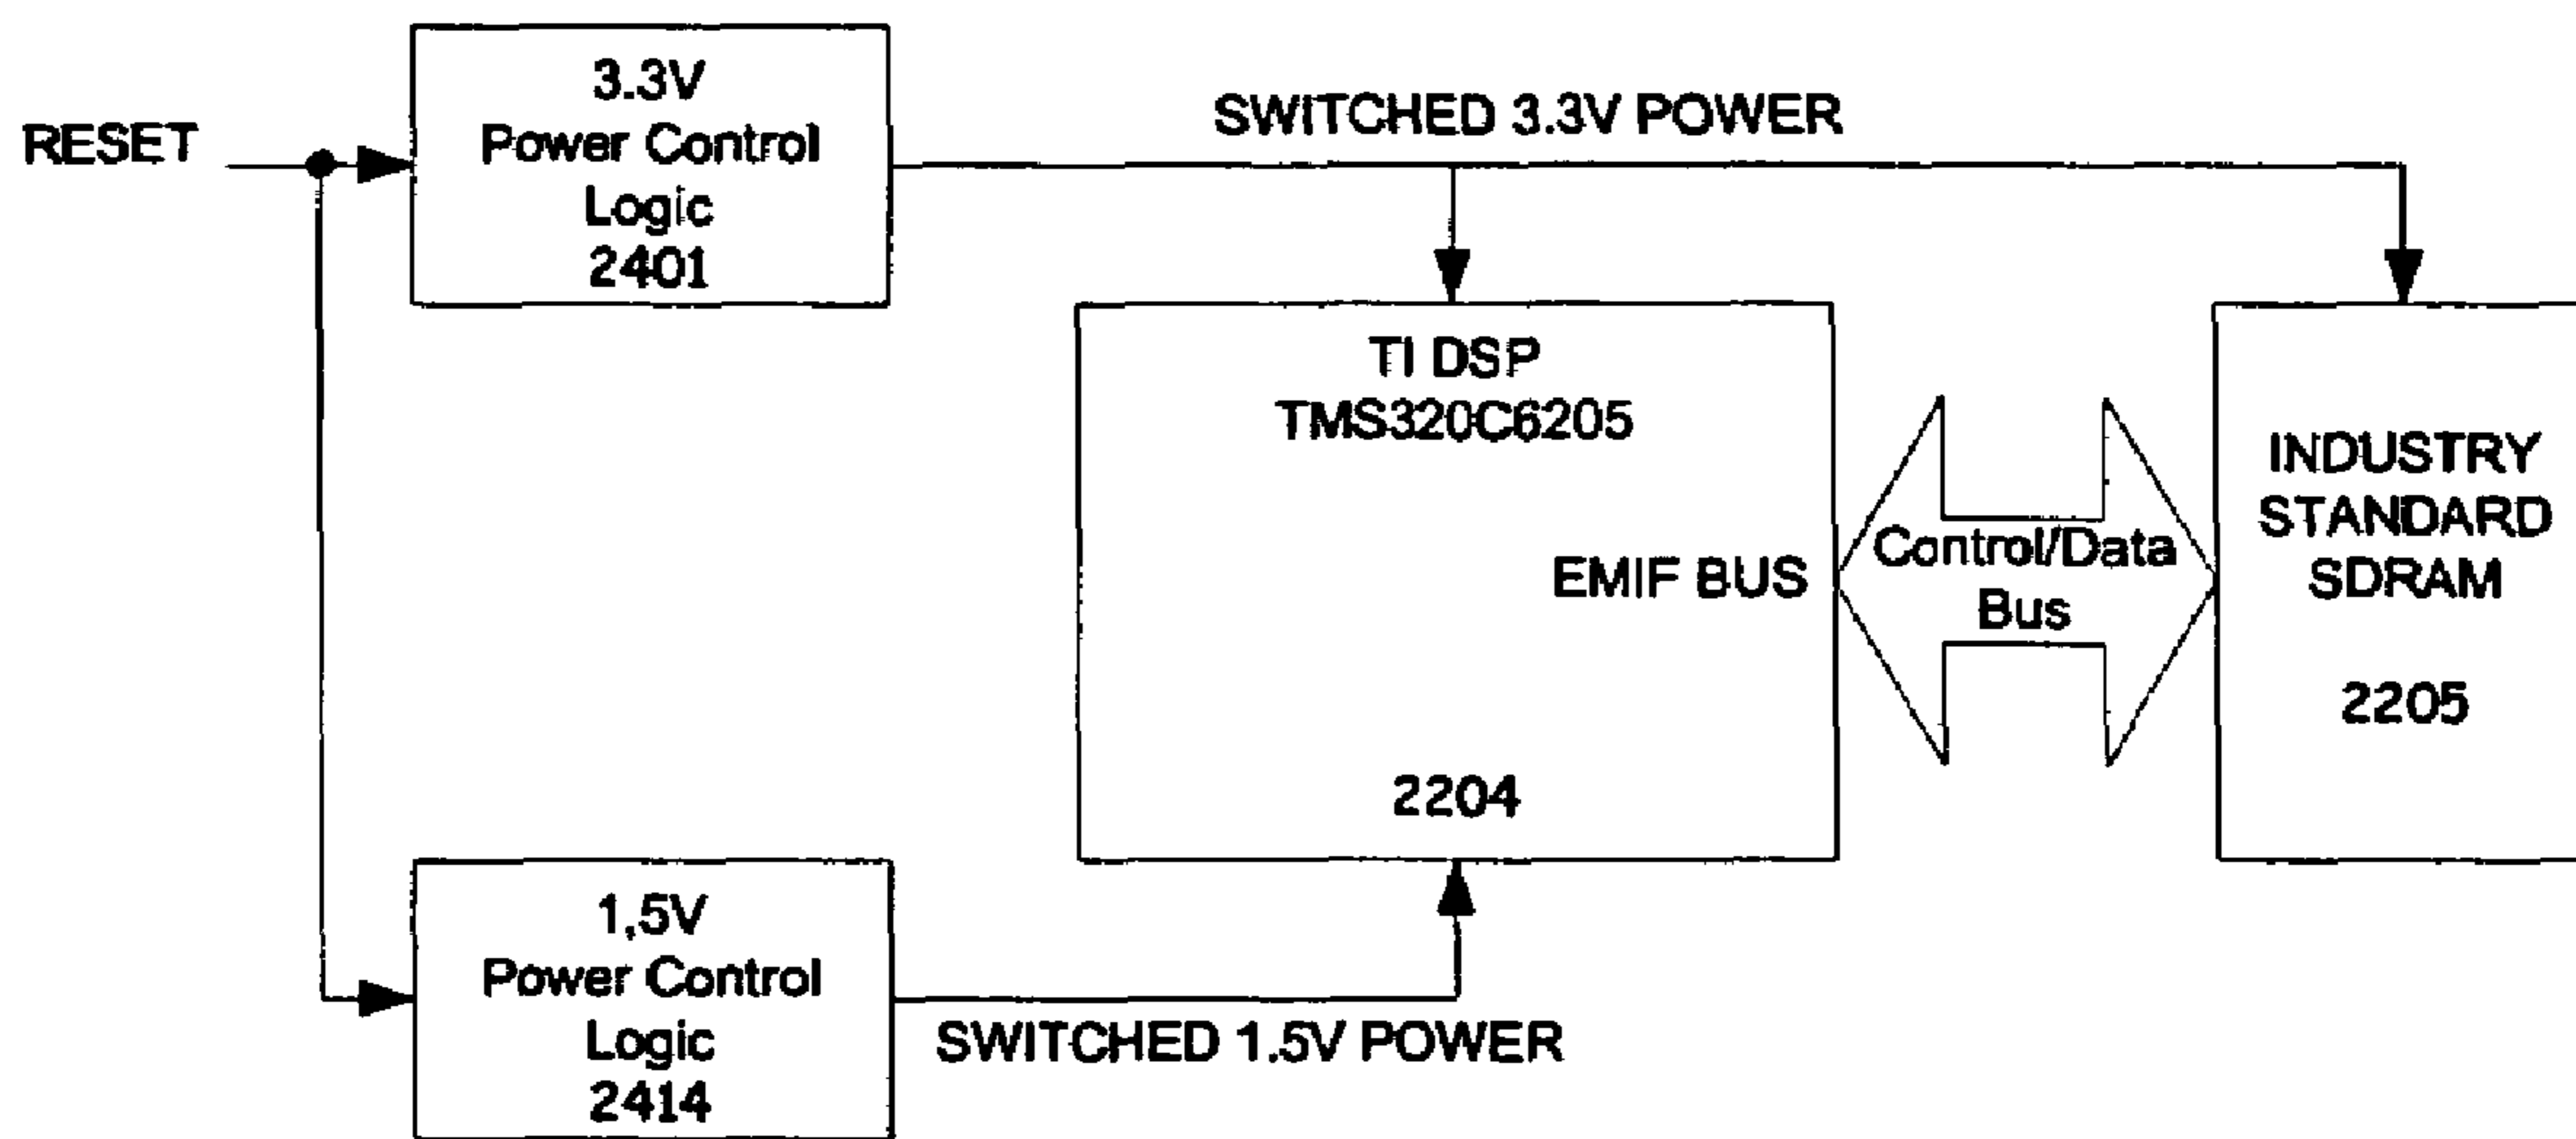 RESET
3.3V
Power Control
Logic
2401
SWITCHED 3.3V POWER
TI DSP
TMS320C6205
EMIF BUS
2204
Control/Data
Bus
INDUSTRY
STANDARD
SDRAM
2205
1,5V
Power Control
Logic
2414
SWITCHED 1.5V POWER